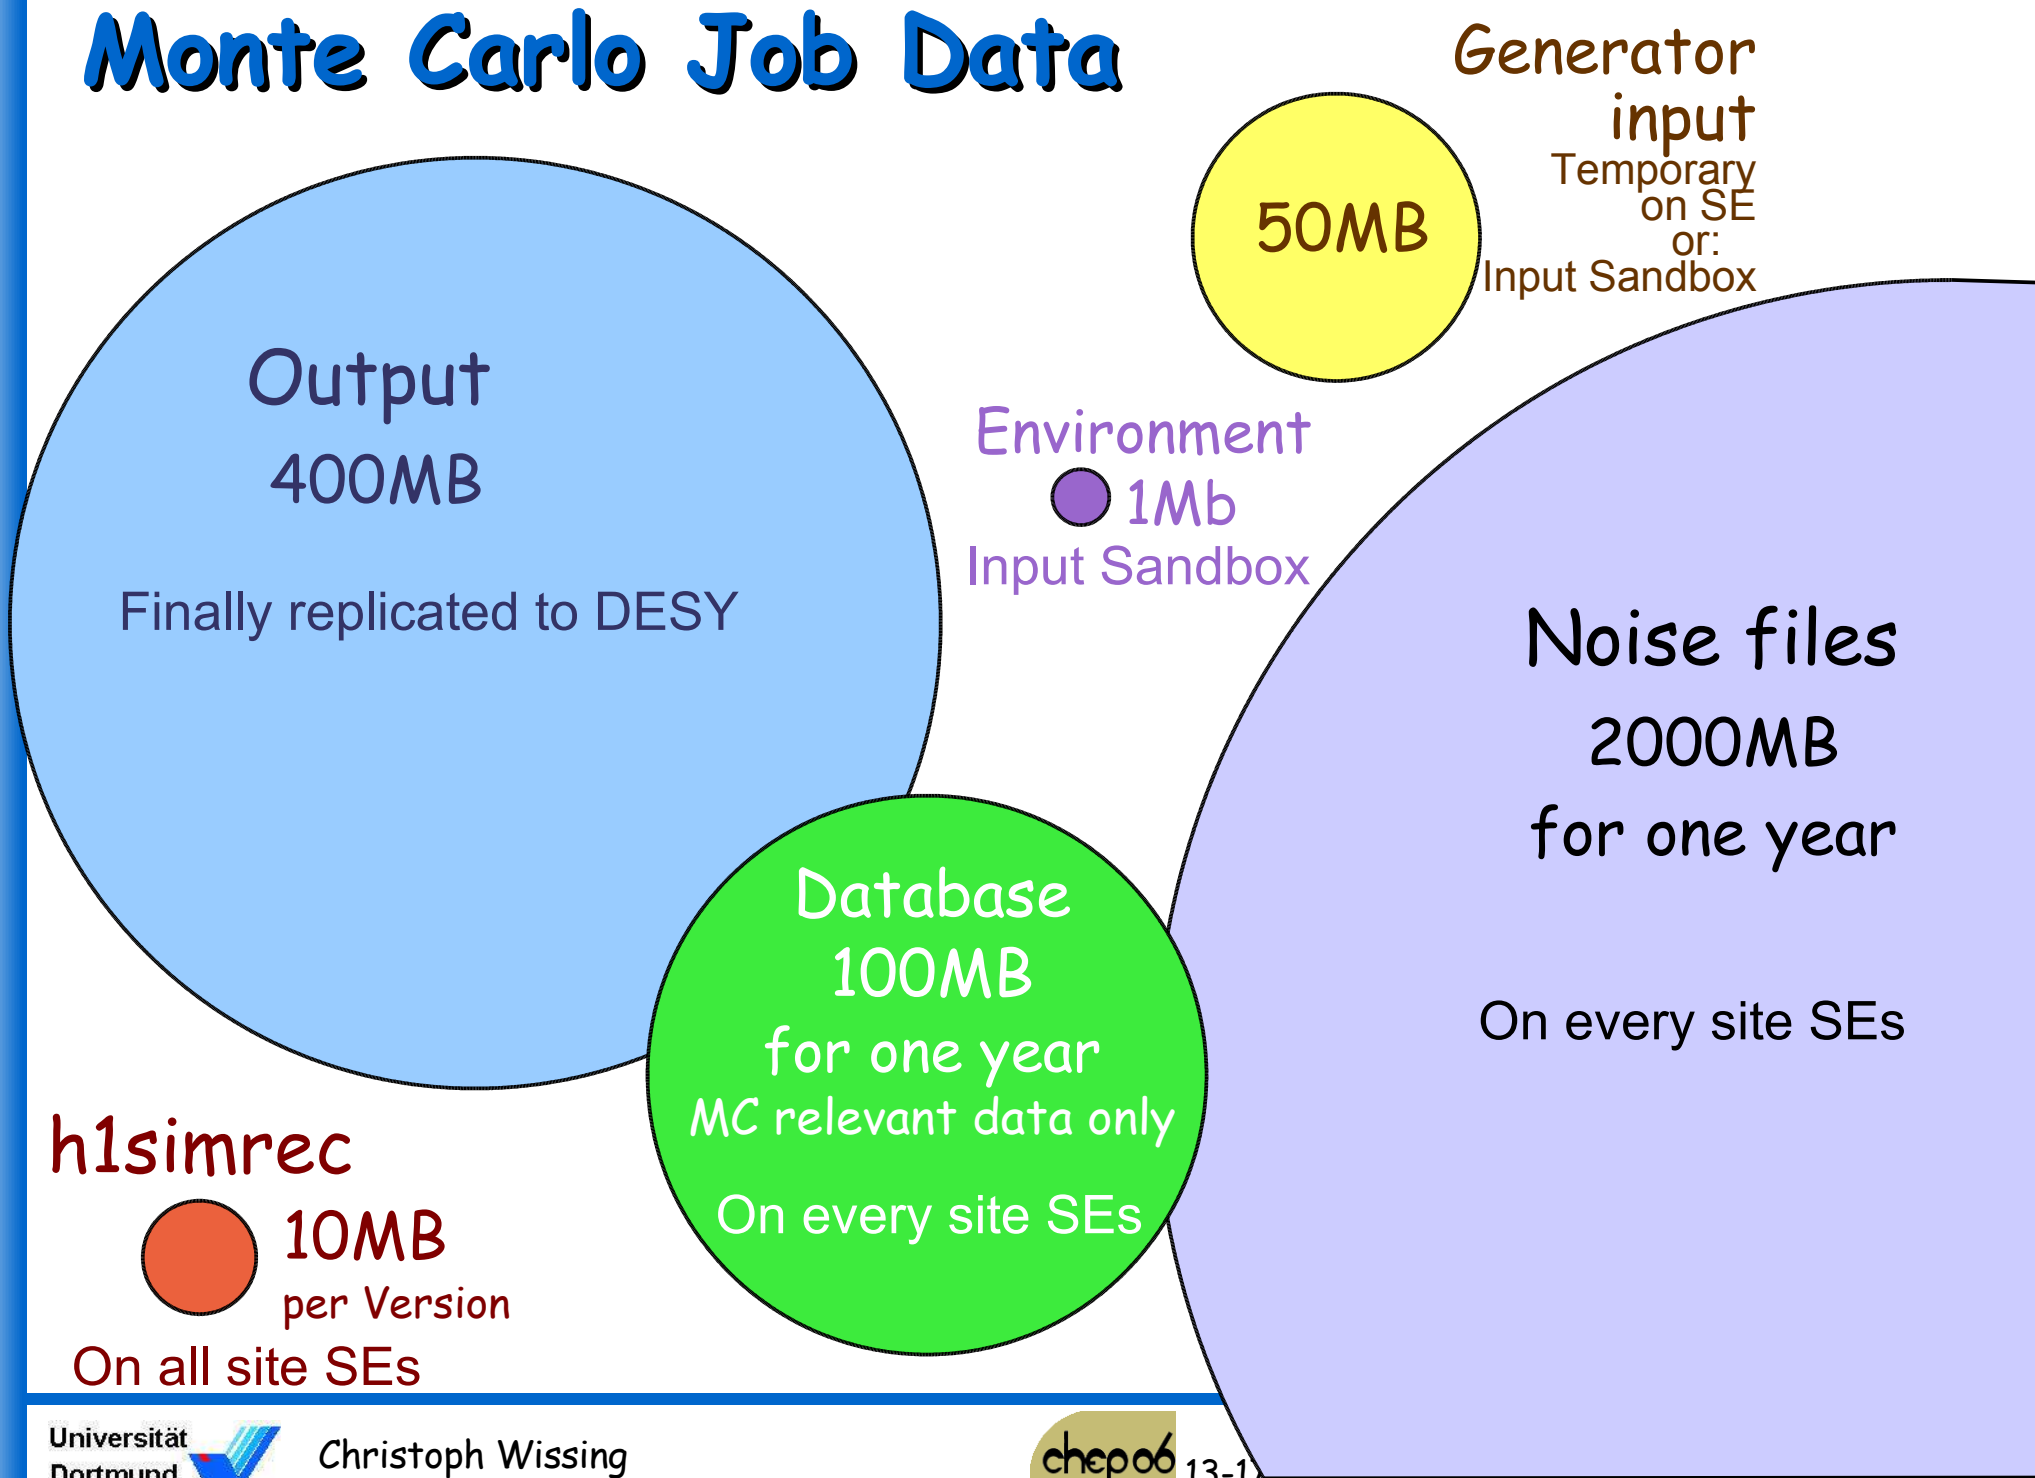 Monte Carlo Job Data
Generator
input
Temporary
on SE
or:
Input Sandbox
50MB
Output
400MB
Finally replicated to DESY
Environment
1Mb
Input Sandbox
Noise files
2000MB
for one year
On every site SEs
Database
100MB
for one year
MC relevant data only
On every site SEs
h1simrec
10MB
per Version
On all site SEs
Universität
Dortmund
Christoph Wissing
chep06
13-17